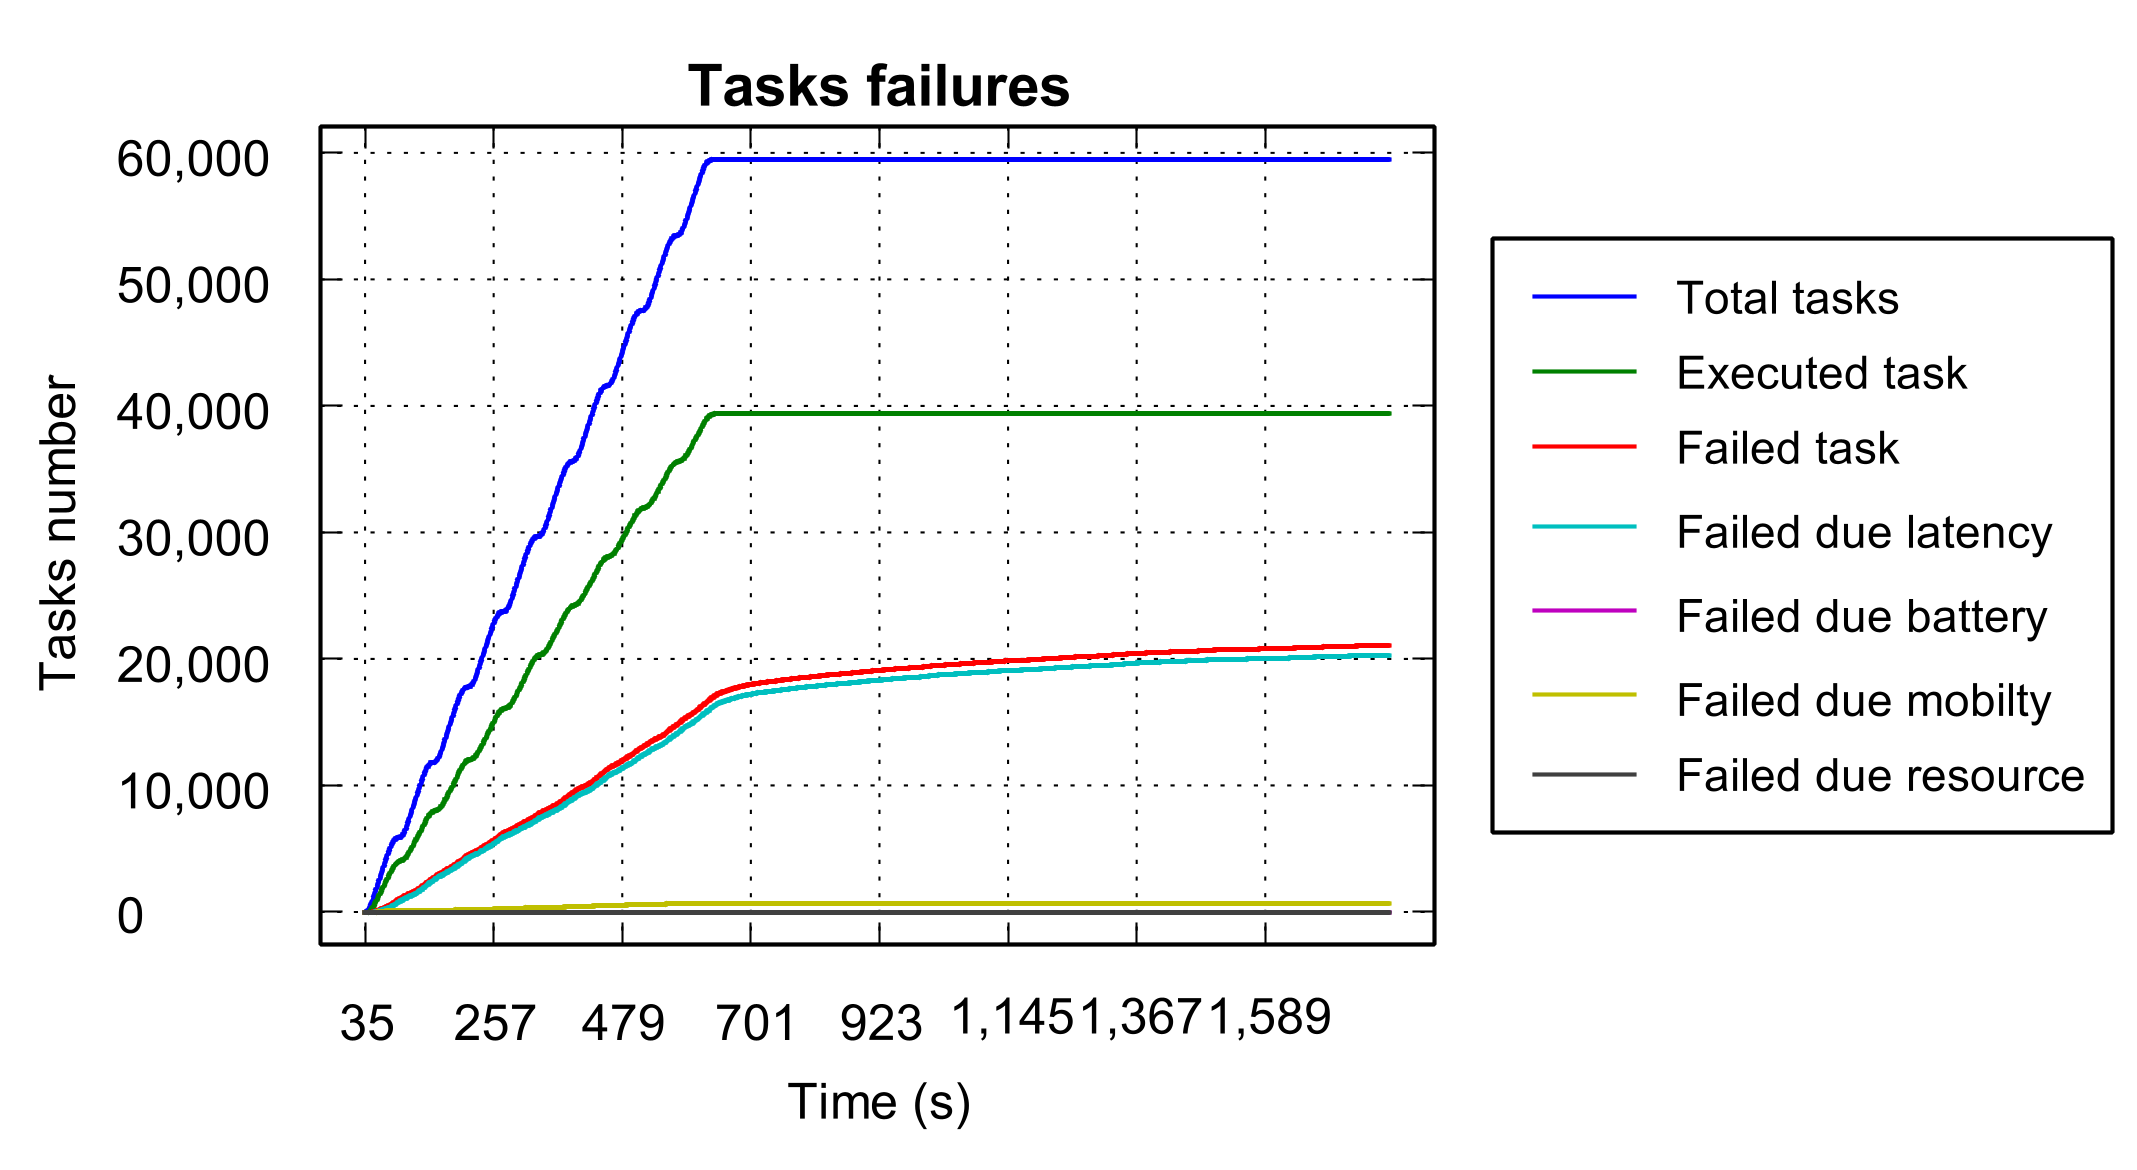 Tasks failures
60,000
50,000
40,000
30,000
20,000
10,000
0
Tasks number
35 257 479 701 923 1,145 1,367 1,589
Time (s)
Total tasks
Executed task
Failed task
Failed due latency
Failed due battery
Failed due mobilty
Failed due resource